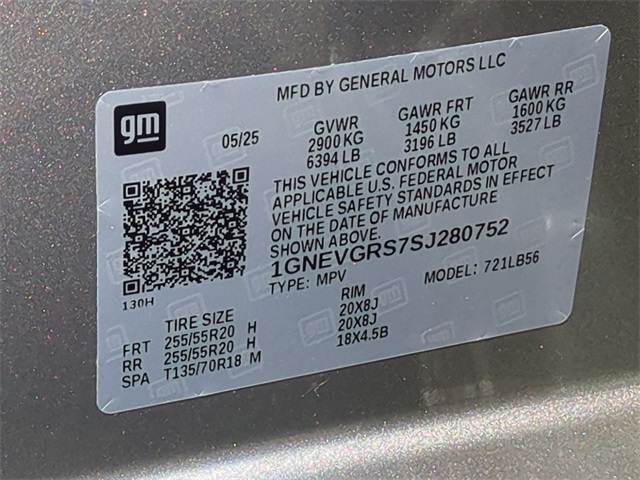 MFD BY GENERAL MOTORS LLC
gm
05/25
GVWR
2900 KG
6394 LB
GAWR FRT
1450 KG
3196 LB
GAWR RR
1600 KG
3527 LB
THIS VEHICLE CONFORMS TO ALL
APPLICABLE U.S. FEDERAL MOTOR
VEHICLE SAFETY STANDARDS IN EFFECT
ON THE DATE OF MANUFACTURE
SHOWN ABOVE.
1GNEVGRS7SJ280752
TYPE: MPV
MODEL: 721LB56
130H
TIRE SIZE
RIM
FRT 255/55R20 H 20X8J
RR 255/55R20 H 20X8J
SPA T135/70R18 M 18X4.5B